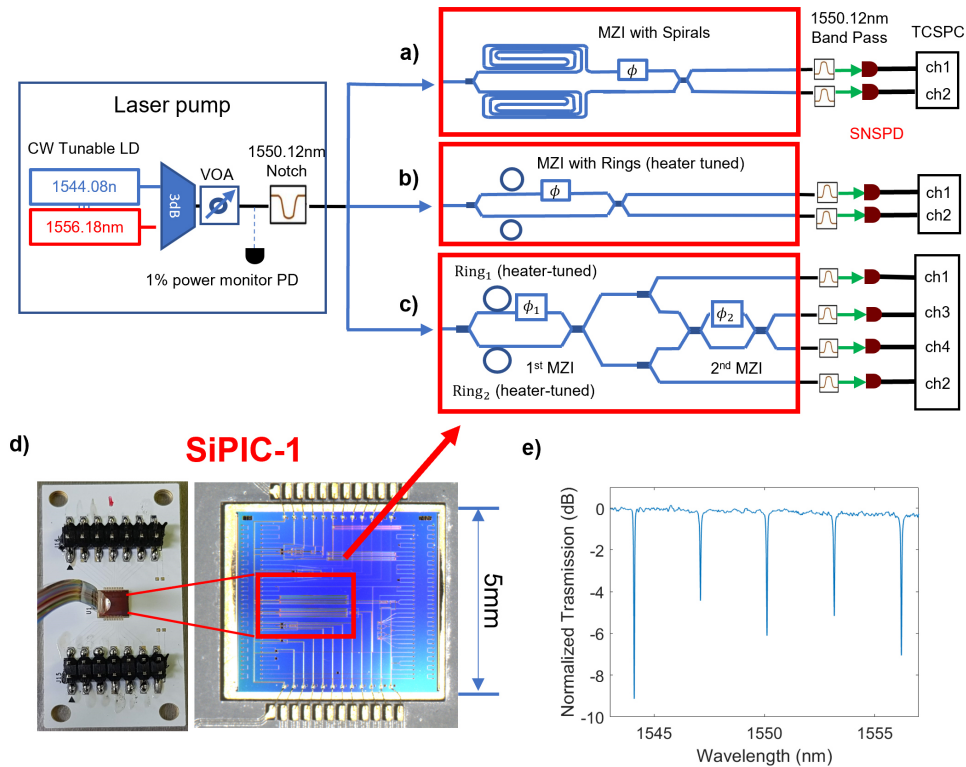 a)
MZI with Spirals
ϕ
1550.12nm
Band Pass
TCSPC
ch1
ch2
SNSPD
Laser pump
CW Tunable LD
1544.08n
1556.18nm
3dB
VOA
1550.12nm
Notch
1% power monitor PD
b)
MZI with Rings (heater tuned)
ϕ
ch1
ch2
c)
Ring₁ (heater-tuned)
ϕ₁
1ˢᵗ MZI
Ring₂ (heater-tuned)
ϕ₂
2ⁿᵈ MZI
ch1
ch3
ch4
ch2
d)
SiPIC-1
5mm
e)
Normalized Trasmission (dB)
0
-2
-4
-6
-8
-10
1545
1550
1555
Wavelength (nm)